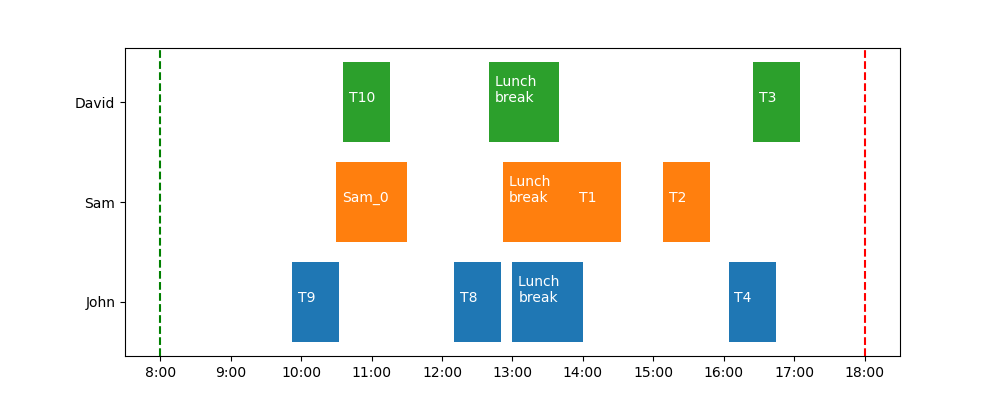 David
T10
Lunch
break
T3
Sam
Sam_0
Lunch
break
T1
T2
John
T9
T8
Lunch
break
T4
8:00
9:00
10:00
11:00
12:00
13:00
14:00
15:00
16:00
17:00
18:00